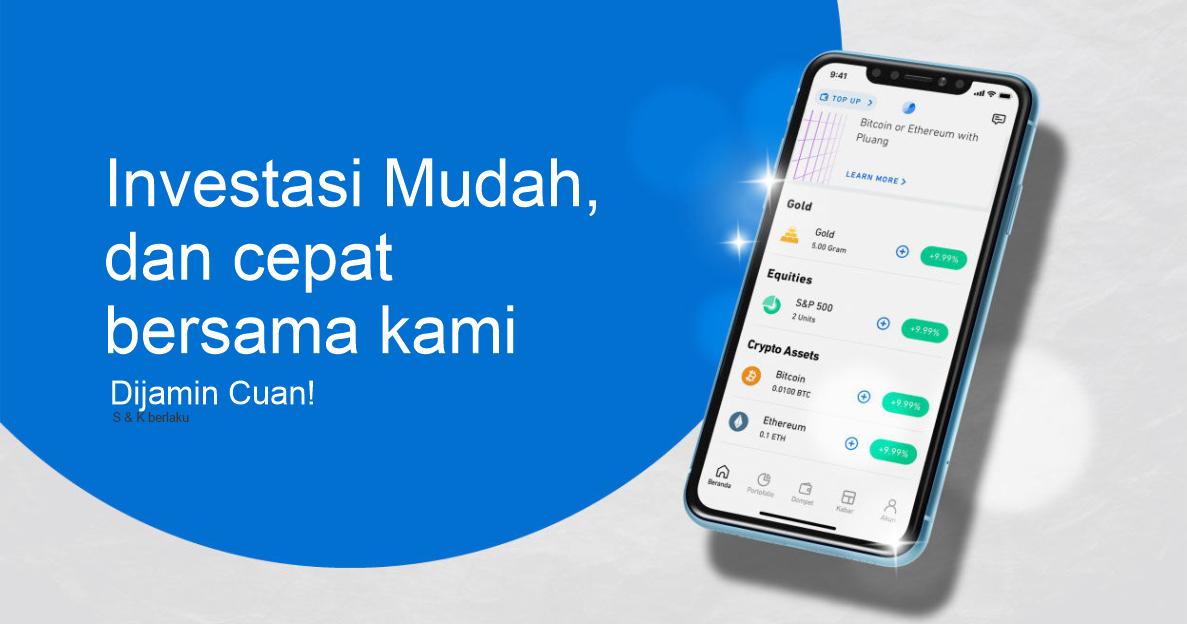 Investasi Mudah,
dan cepat
bersama kami
Dijamin Cuan!
S & K berlaku
9:41
TOP UP
Bitcoin or Ethereum with
Pluang
LEARN MORE
Gold
Gold
5.00 Gram
+9.99%
Equities
S&P 500
2 Units
+9.99%
Crypto Assets
Bitcoin
0.0100 BTC
+9.99%
Ethereum
0.1 ETH
+9.99%
Beranda
Portofolio
Dompet
Kabar
Akun